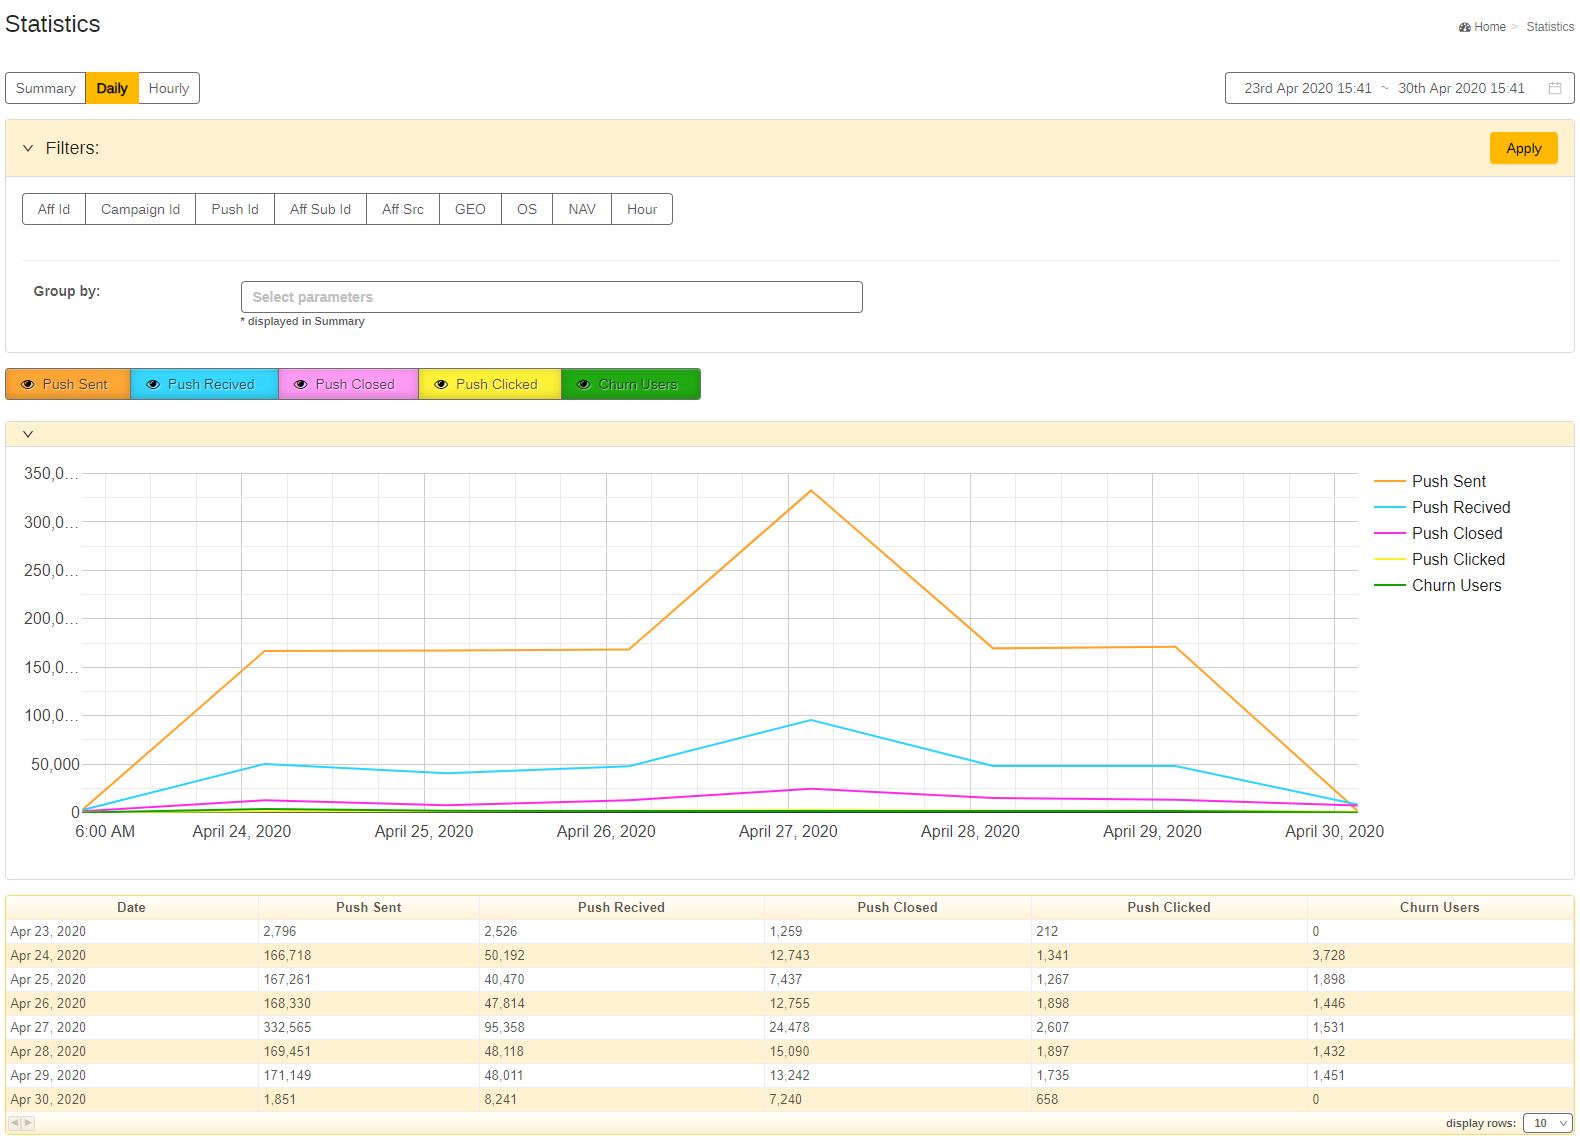 Statistics
Home > Statistics
Summary Daily Hourly
23rd Apr 2020 15:41 ~ 30th Apr 2020 15:41
Filters:
Apply
Aff Id Campaign Id Push Id Aff Sub Id Aff Src GEO OS NAV Hour
Group by:
Select parameters
* displayed in Summary
Push Sent Push Recived Push Closed Push Clicked Churn Users
350,0...
300,0...
250,0...
200,0...
150,0...
100,0...
50,000
0
6:00 AM April 24, 2020 April 25, 2020 April 26, 2020 April 27, 2020 April 28, 2020 April 29, 2020 April 30, 2020
Push Sent
Push Recived
Push Closed
Push Clicked
Churn Users
Date Push Sent Push Recived Push Closed Push Clicked Churn Users
Apr 23, 2020 2,796 2,526 1,259 212 0
Apr 24, 2020 166,718 50,192 12,743 1,341 3,728
Apr 25, 2020 167,261 40,470 7,437 1,267 1,898
Apr 26, 2020 168,330 47,814 12,755 1,898 1,446
Apr 27, 2020 332,565 95,358 24,478 2,607 1,531
Apr 28, 2020 169,451 48,118 15,090 1,897 1,432
Apr 29, 2020 171,149 48,011 13,242 1,735 1,451
Apr 30, 2020 1,851 8,241 7,240 658 0
display rows: 10